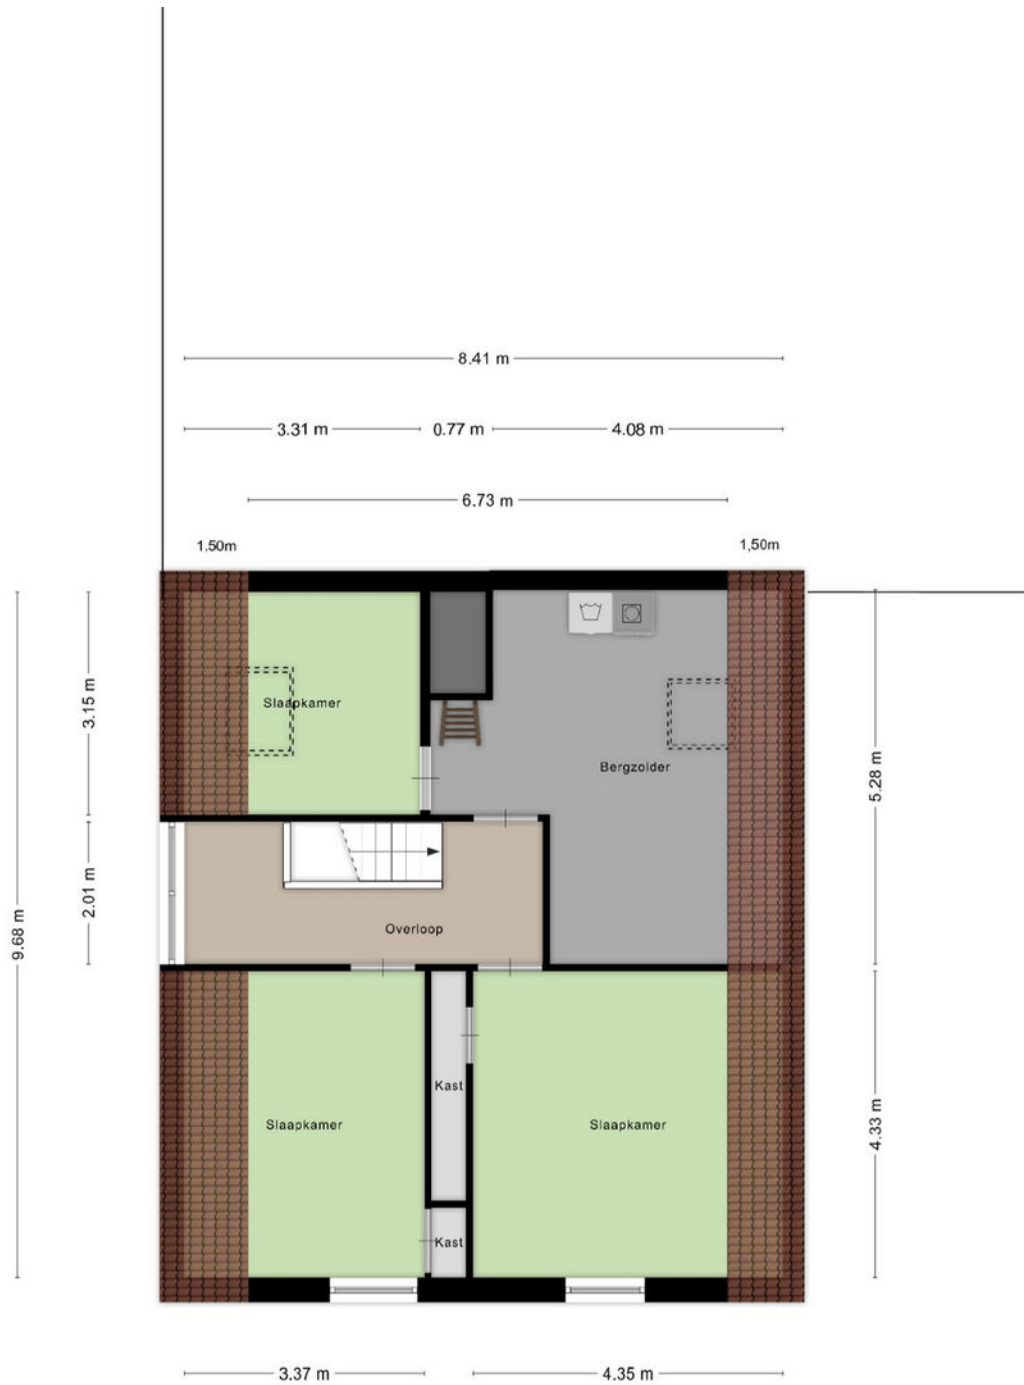 8.41 m
3.31 m
0.77 m
4.08 m
6.73 m
1,50m
1,50m
3.15 m
Slaapkamer
Bergzolder
5.28 m
2.01 m
9.68 m
Overloop
Kast
Slaapkamer
Slaapkamer
4.33 m
Kast
3.37 m
4.35 m